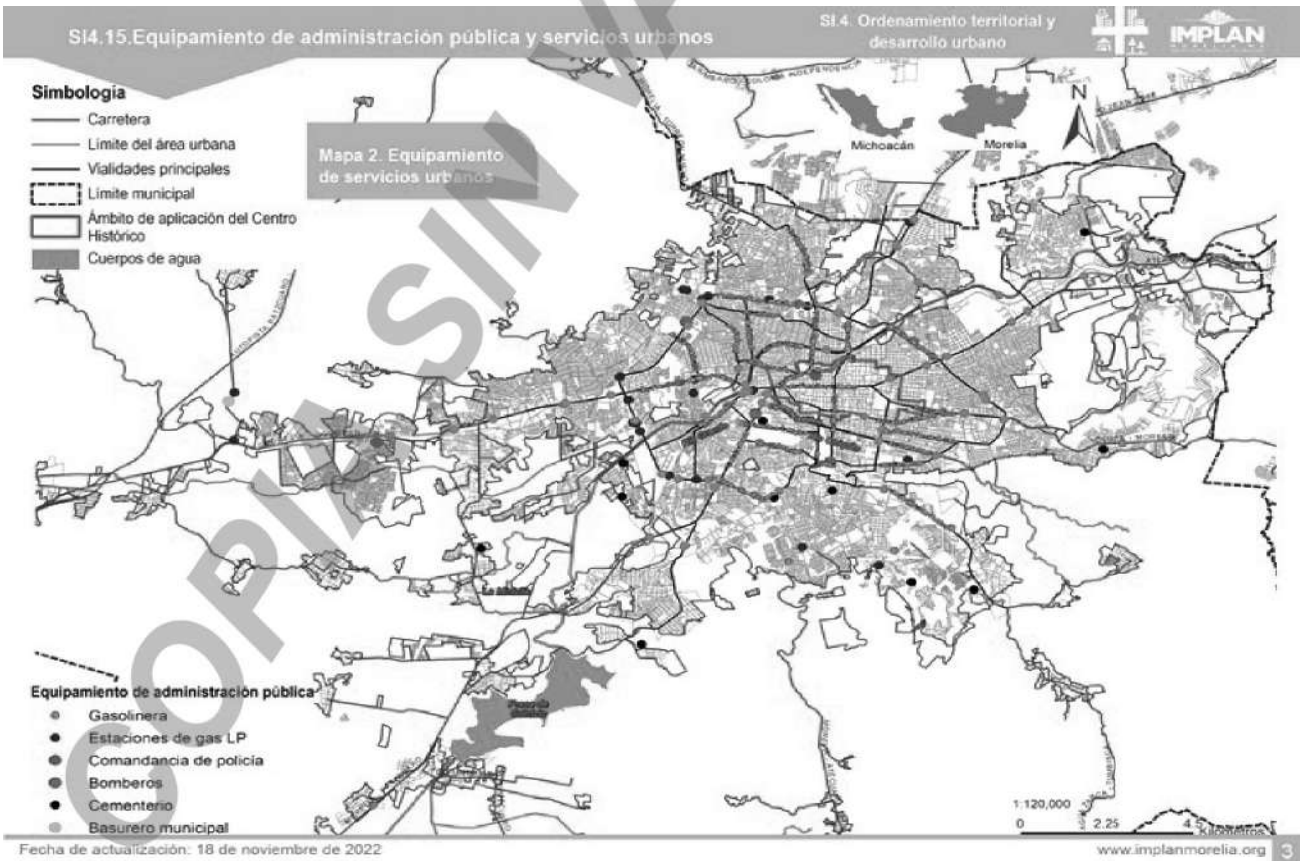 SI4.15.Equipamiento de administración pública y servicios urbanos
SI.4. Ordenamiento territorial y
desarrollo urbano
IMPLAN
Simbología
Carretera
Límite del área urbana
Vialidades principales
Límite municipal
Ámbito de aplicación del Centro
Histórico
Cuerpos de agua
Mapa 2. Equipamiento
de servicios urbanos
Michoacán
Morelia
N
COPIA SIN VA
Equipamiento de administración pública
Gasolinera
Estaciones de gas LP
Comandancia de policía
Bomberos
Cementerio
Basurero municipal
1:120,000
0 2.25 4.5
Kilómetros
Fecha de actualización: 18 de noviembre de 2022
www.implanmorelia.org 3